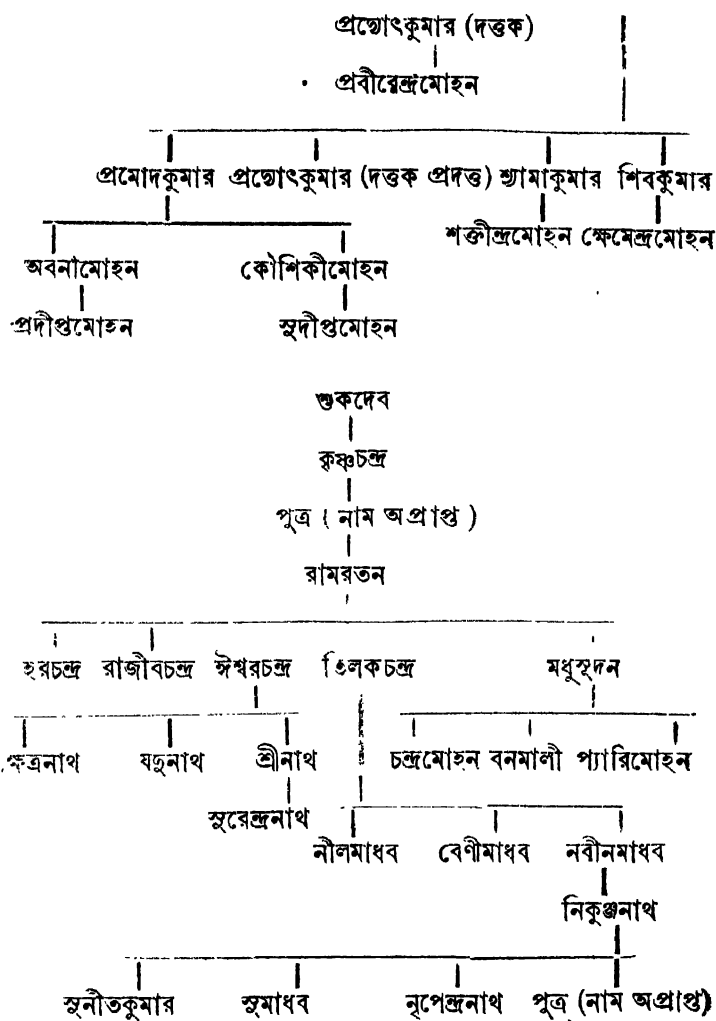 প্রদ্যোৎকুমার (দত্তক)
প্রবীরেন্দ্রমোহন
প্রমোদকুমার প্রদ্যোৎকুমার (দত্তক প্রদত্ত) শ্যামাকুমার শিবকুমার
শক্তীন্দ্রমোহন ক্ষেমেন্দ্রমোহন
অবনামোহন কৌশিকীমোহন
প্রদীপ্তমোহন সুদীপ্তমোহন
শুকদেব
কৃষ্ণচন্দ্র
পুত্র (নাম অপ্রাপ্ত)
রামরতন
হরচন্দ্র রাজীবচন্দ্র ঈশ্বরচন্দ্র তিলকচন্দ্র মধুসূদন
ক্ষেত্রনাথ যদুনাথ শ্রীনাথ চন্দ্রমোহন বনমালী প্যারিমোহন
সুরেন্দ্রনাথ
নীলমাধব বেণীমাধব নবীনমাধব
নিকুঞ্জনাথ
সুনীতকুমার সুমাধব নৃপেন্দ্রনাথ পুত্র (নাম অপ্রাপ্ত)